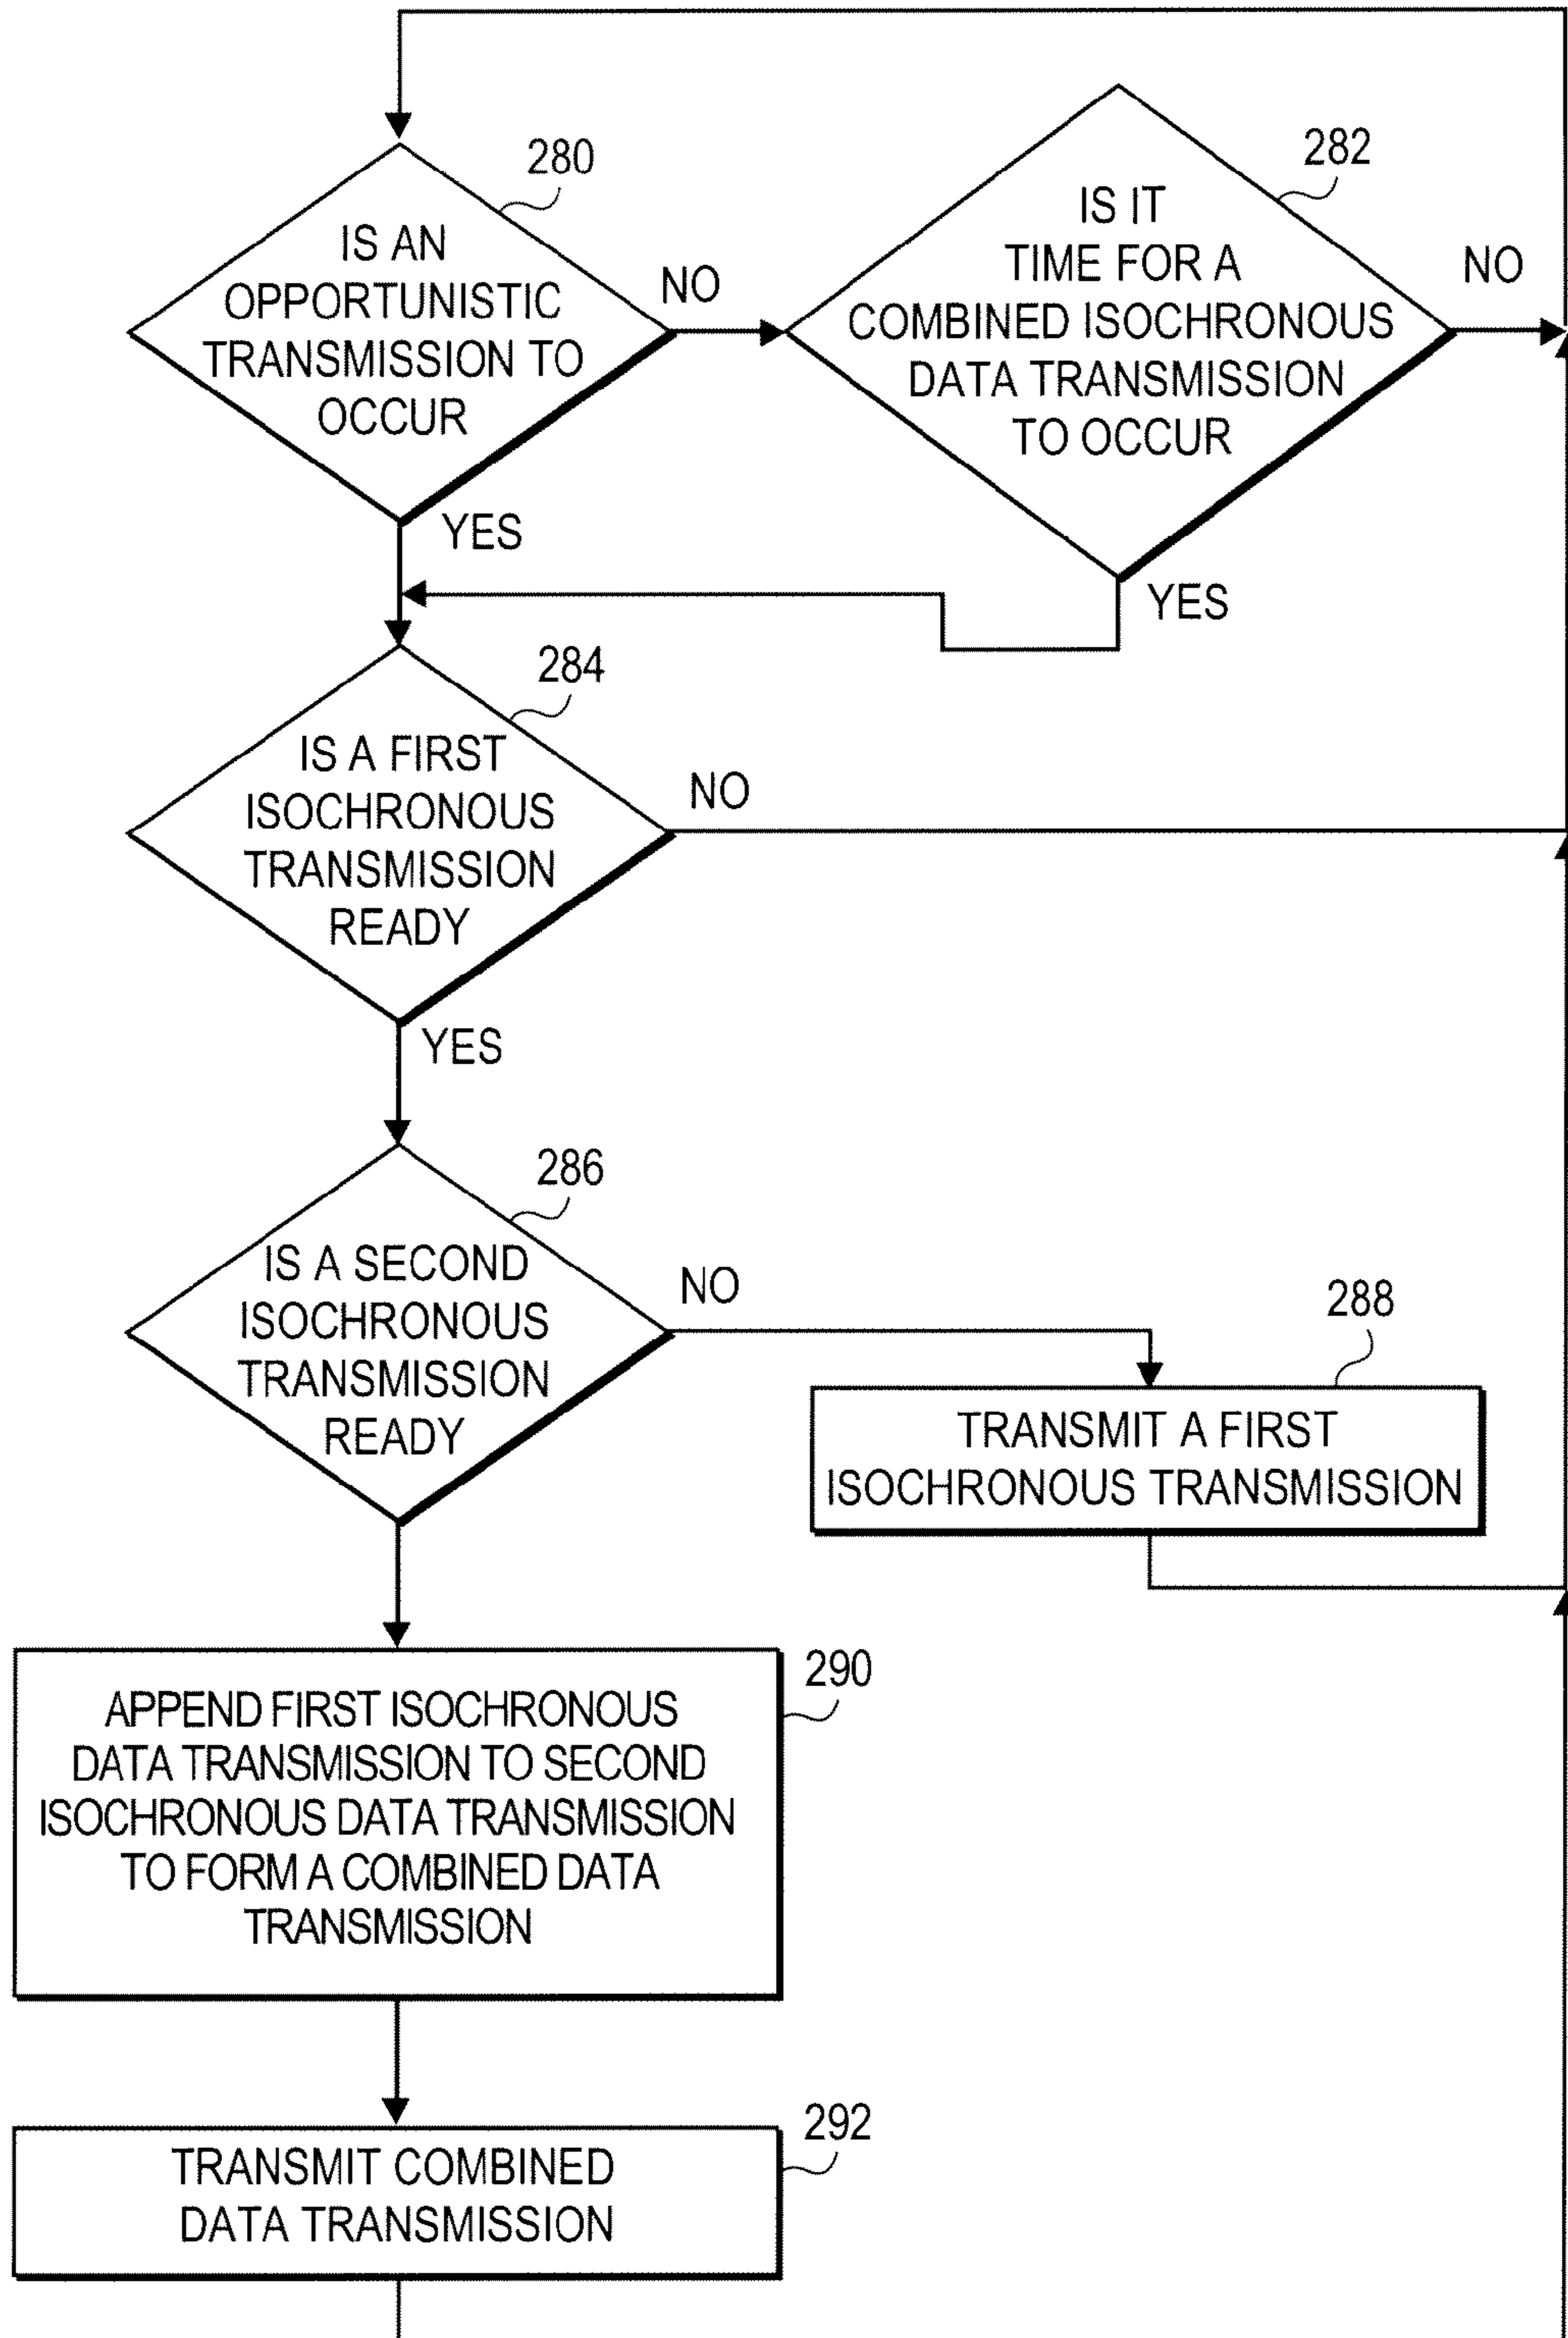 280
IS AN
OPPORTUNISTIC
TRANSMISSION TO
OCCUR
NO
YES
282
IS IT
TIME FOR A
COMBINED ISOCHRONOUS
DATA TRANSMISSION
TO OCCUR
NO
YES
284
IS A FIRST
ISOCHRONOUS
TRANSMISSION
READY
NO
YES
286
IS A SECOND
ISOCHRONOUS
TRANSMISSION
READY
NO
288
TRANSMIT A FIRST
ISOCHRONOUS TRANSMISSION
290
APPEND FIRST ISOCHRONOUS
DATA TRANSMISSION TO SECOND
ISOCHRONOUS DATA TRANSMISSION
TO FORM A COMBINED DATA
TRANSMISSION
292
TRANSMIT COMBINED
DATA TRANSMISSION